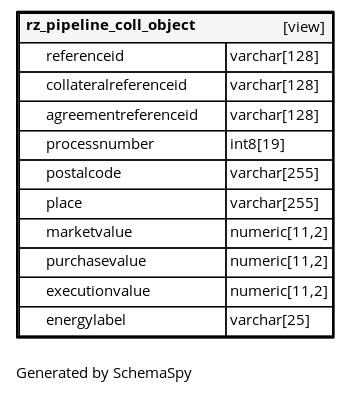 rz_pipeline_coll_object [view]
referenceid varchar[128]
collateralreferenceid varchar[128]
agreementreferenceid varchar[128]
processnumber int8[19]
postalcode varchar[255]
place varchar[255]
marketvalue numeric[11,2]
purchasevalue numeric[11,2]
executionvalue numeric[11,2]
energylabel varchar[25]
Generated by SchemaSpy